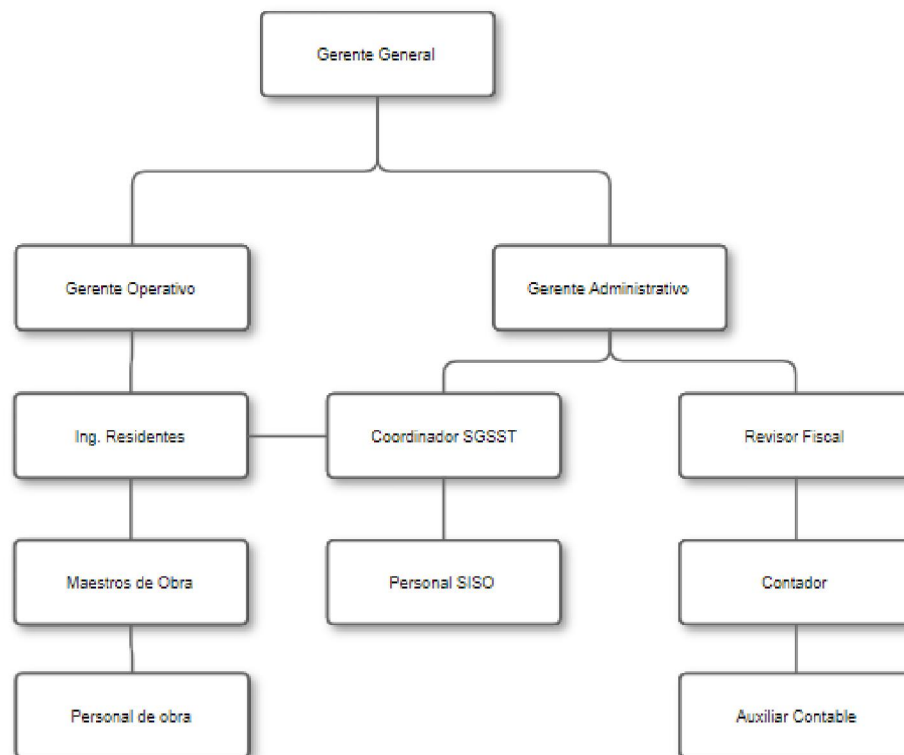 Gerente General
Gerente Operativo
Gerente Administrativo
Ing. Residentes
Coordinador SGSST
Revisor Fiscal
Maestros de Obra
Personal SISO
Contador
Personal de obra
Auxiliar Contable